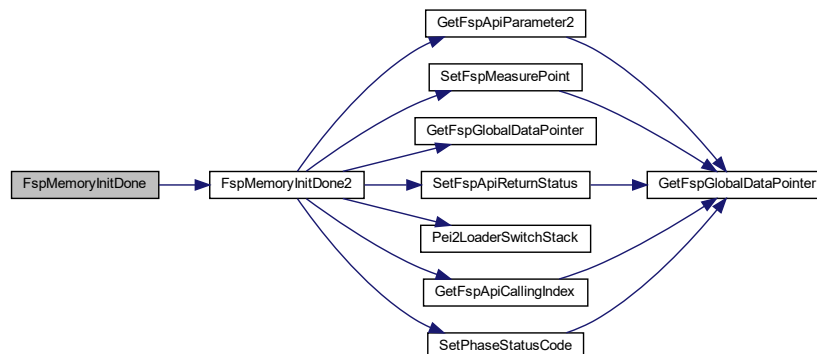 GetFspApiParameter2
SetFspMeasurePoint
GetFspGlobalDataPointer
FspMemoryInitDone
FspMemoryInitDone2
SetFspApiReturnStatus
GetFspGlobalDataPointer
Pei2LoaderSwitchStack
GetFspApiCallingIndex
SetPhaseStatusCode